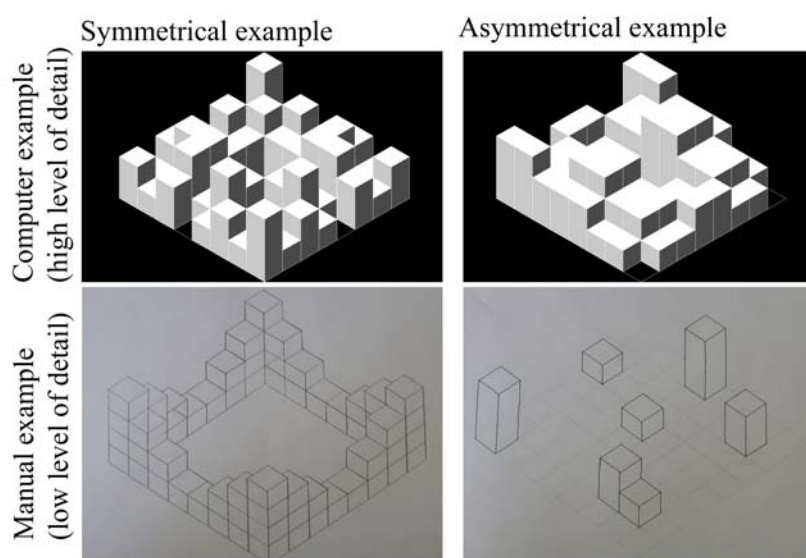 Symmetrical example
Asymmetrical example
Computer example
(high level of detail)
Manual example
(low level of detail)